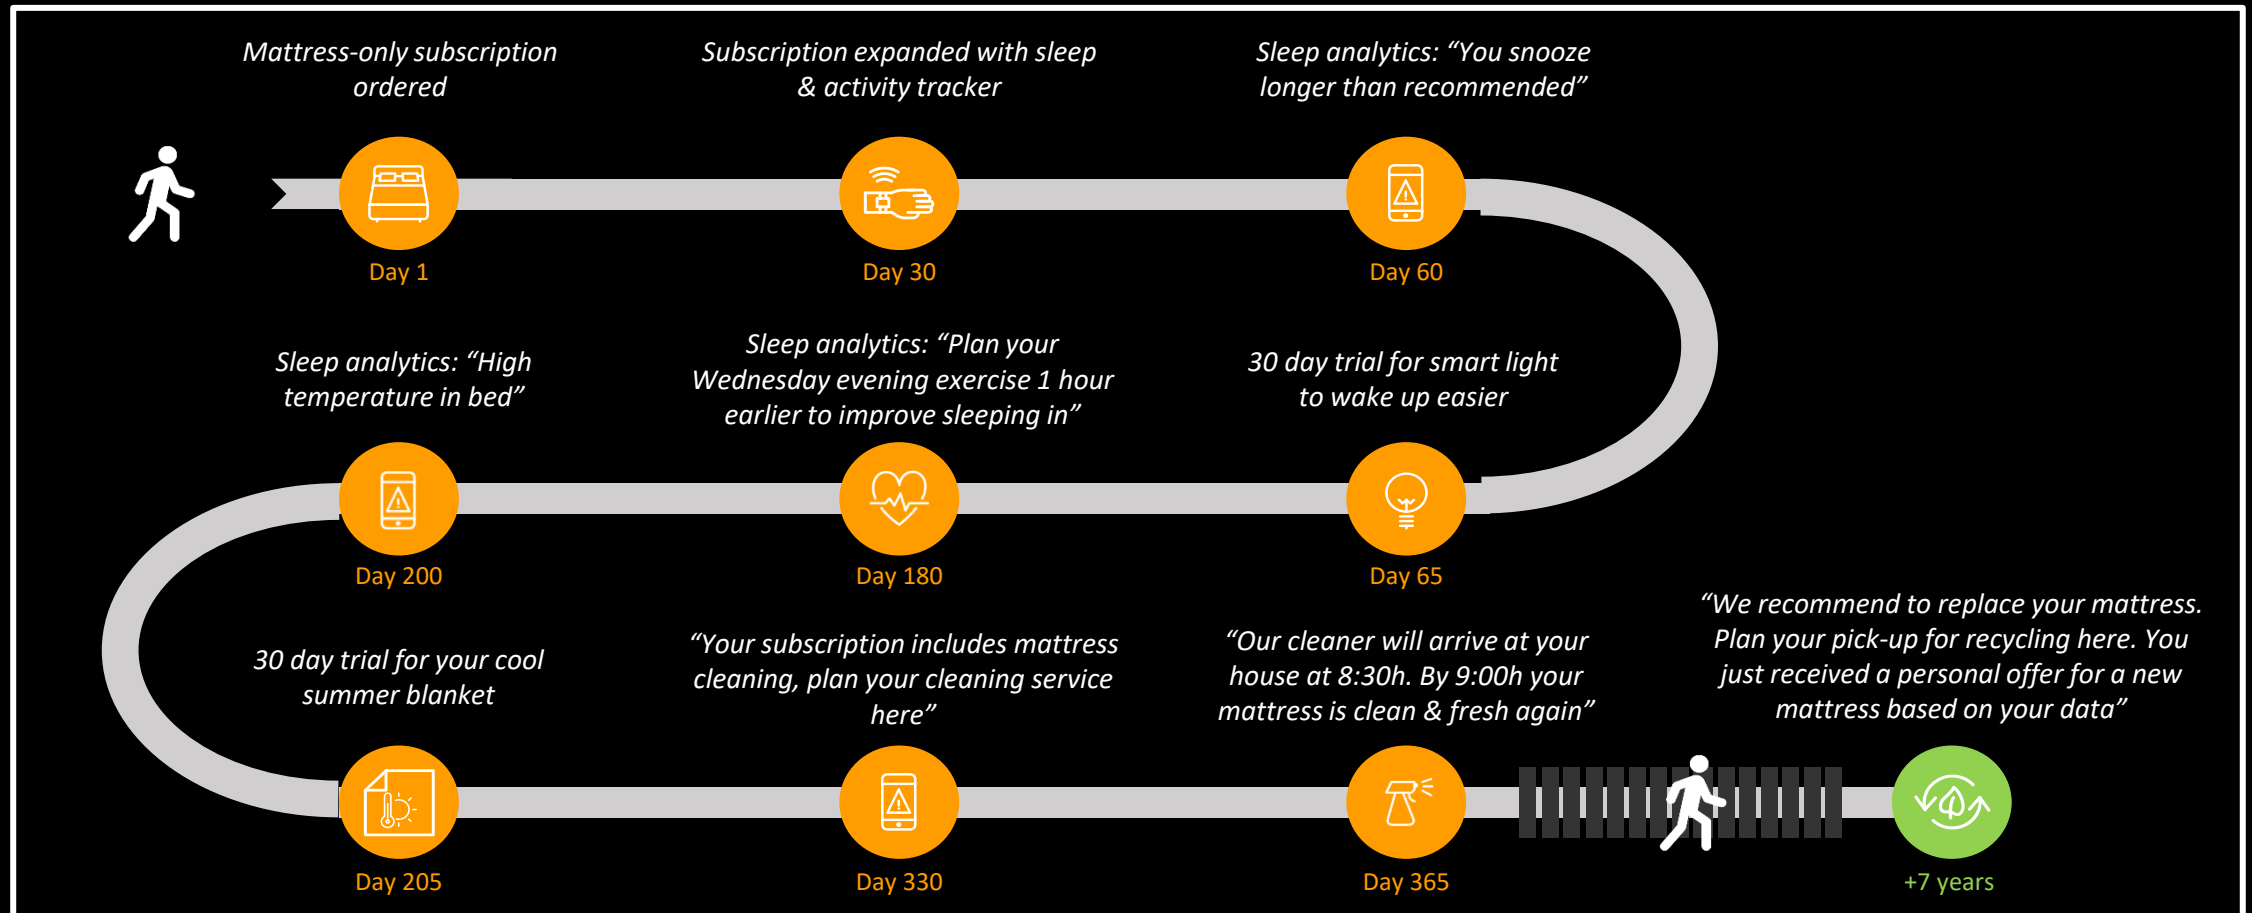 Mattress-only subscription
ordered
Day 1
Subscription expanded with sleep
& activity tracker
Day 30
Sleep analytics: “You snooze
longer than recommended”
Day 60
30 day trial for smart light
to wake up easier
Day 65
Sleep analytics: “Plan your
Wednesday evening exercise 1 hour
earlier to improve sleeping in”
Day 180
Sleep analytics: “High
temperature in bed”
Day 200
30 day trial for your cool
summer blanket
Day 205
“Your subscription includes mattress
cleaning, plan your cleaning service
here”
Day 330
“Our cleaner will arrive at your
house at 8:30h. By 9:00h your
mattress is clean & fresh again”
Day 365
“We recommend to replace your mattress.
Plan your pick-up for recycling here. You
just received a personal offer for a new
mattress based on your data”
+7 years